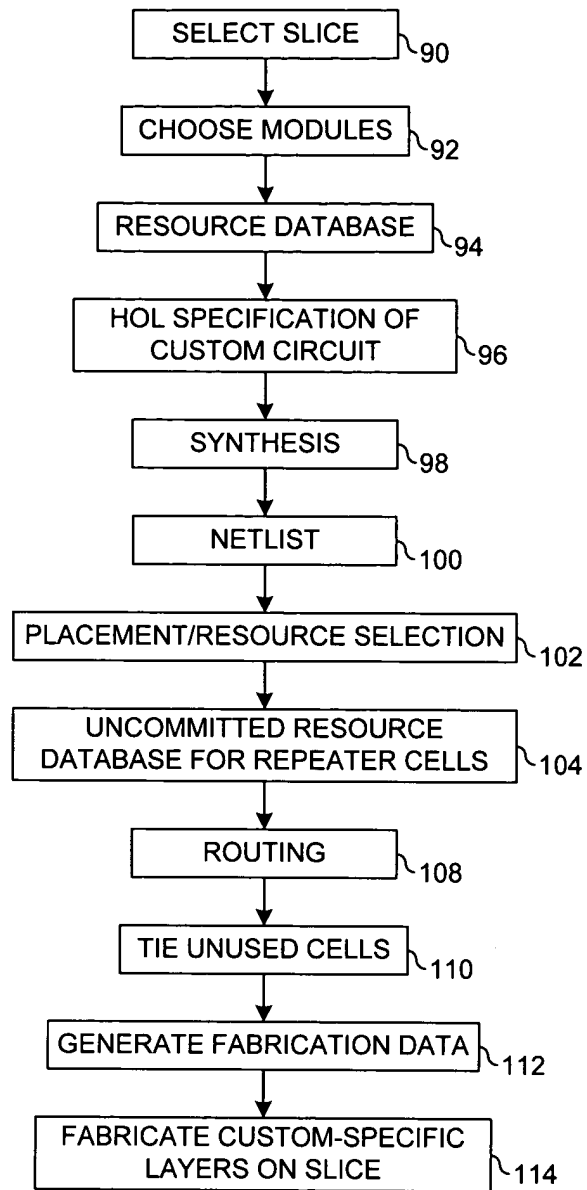 SELECT SLICE
90
CHOOSE MODULES
92
RESOURCE DATABASE
94
HOL SPECIFICATION OF
CUSTOM CIRCUIT
96
SYNTHESIS
98
NETLIST
100
PLACEMENT/RESOURCE SELECTION
102
UNCOMMITTED RESOURCE
DATABASE FOR REPEATER CELLS
104
ROUTING
108
TIE UNUSED CELLS
110
GENERATE FABRICATION DATA
112
FABRICATE CUSTOM-SPECIFIC
LAYERS ON SLICE
114